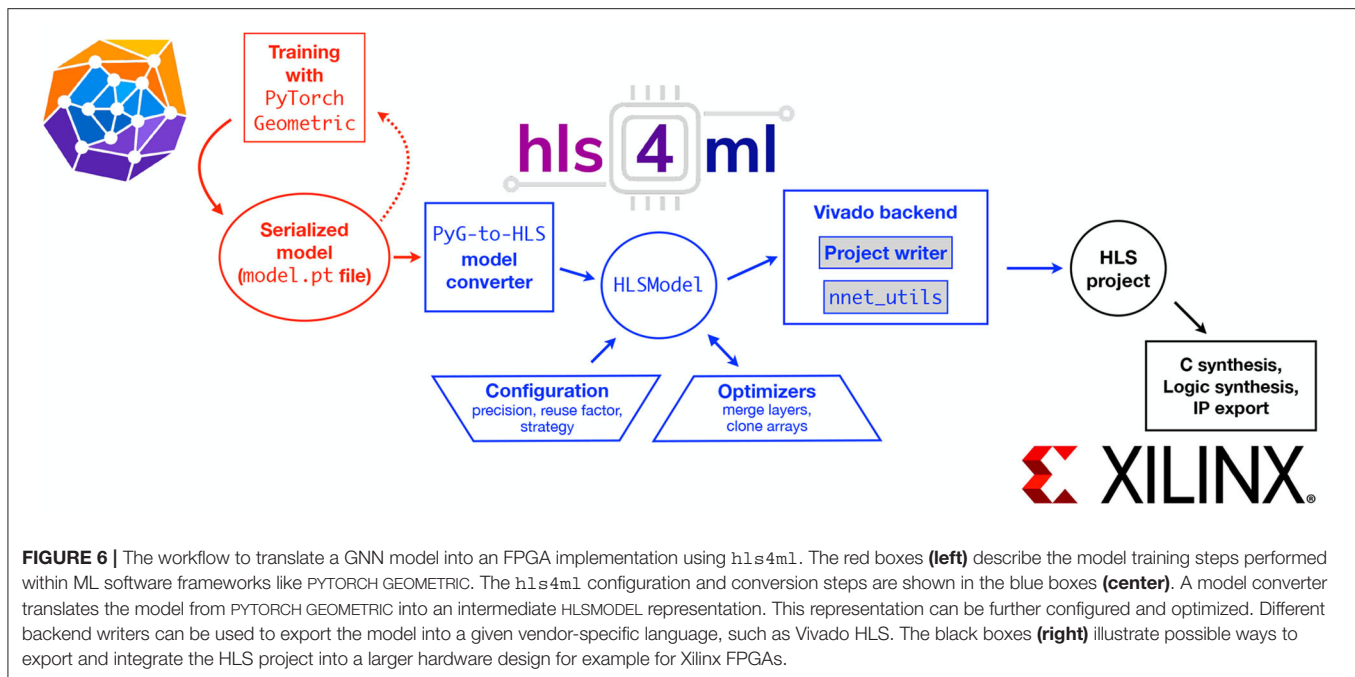 Training
with
PyTorch
Geometric
hls 4 ml
Serialized
model
(model.pt file)
PyG-to-HLS
model
converter
HLSModel
Vivado backend
Project writer
nnet_utils
HLS
project
Configuration
precision, reuse factor,
strategy
Optimizers
merge layers,
clone arrays
C synthesis,
Logic synthesis,
IP export
XILINX®
FIGURE 6 | The workflow to translate a GNN model into an FPGA implementation using hls4ml. The red boxes (left) describe the model training steps performed
within ML software frameworks like PYTORCH GEOMETRIC. The hls4ml configuration and conversion steps are shown in the blue boxes (center). A model converter
translates the model from PYTORCH GEOMETRIC into an intermediate HLSMODEL representation. This representation can be further configured and optimized. Different
backend writers can be used to export the model into a given vendor-specific language, such as Vivado HLS. The black boxes (right) illustrate possible ways to
export and integrate the HLS project into a larger hardware design for example for Xilinx FPGAs.